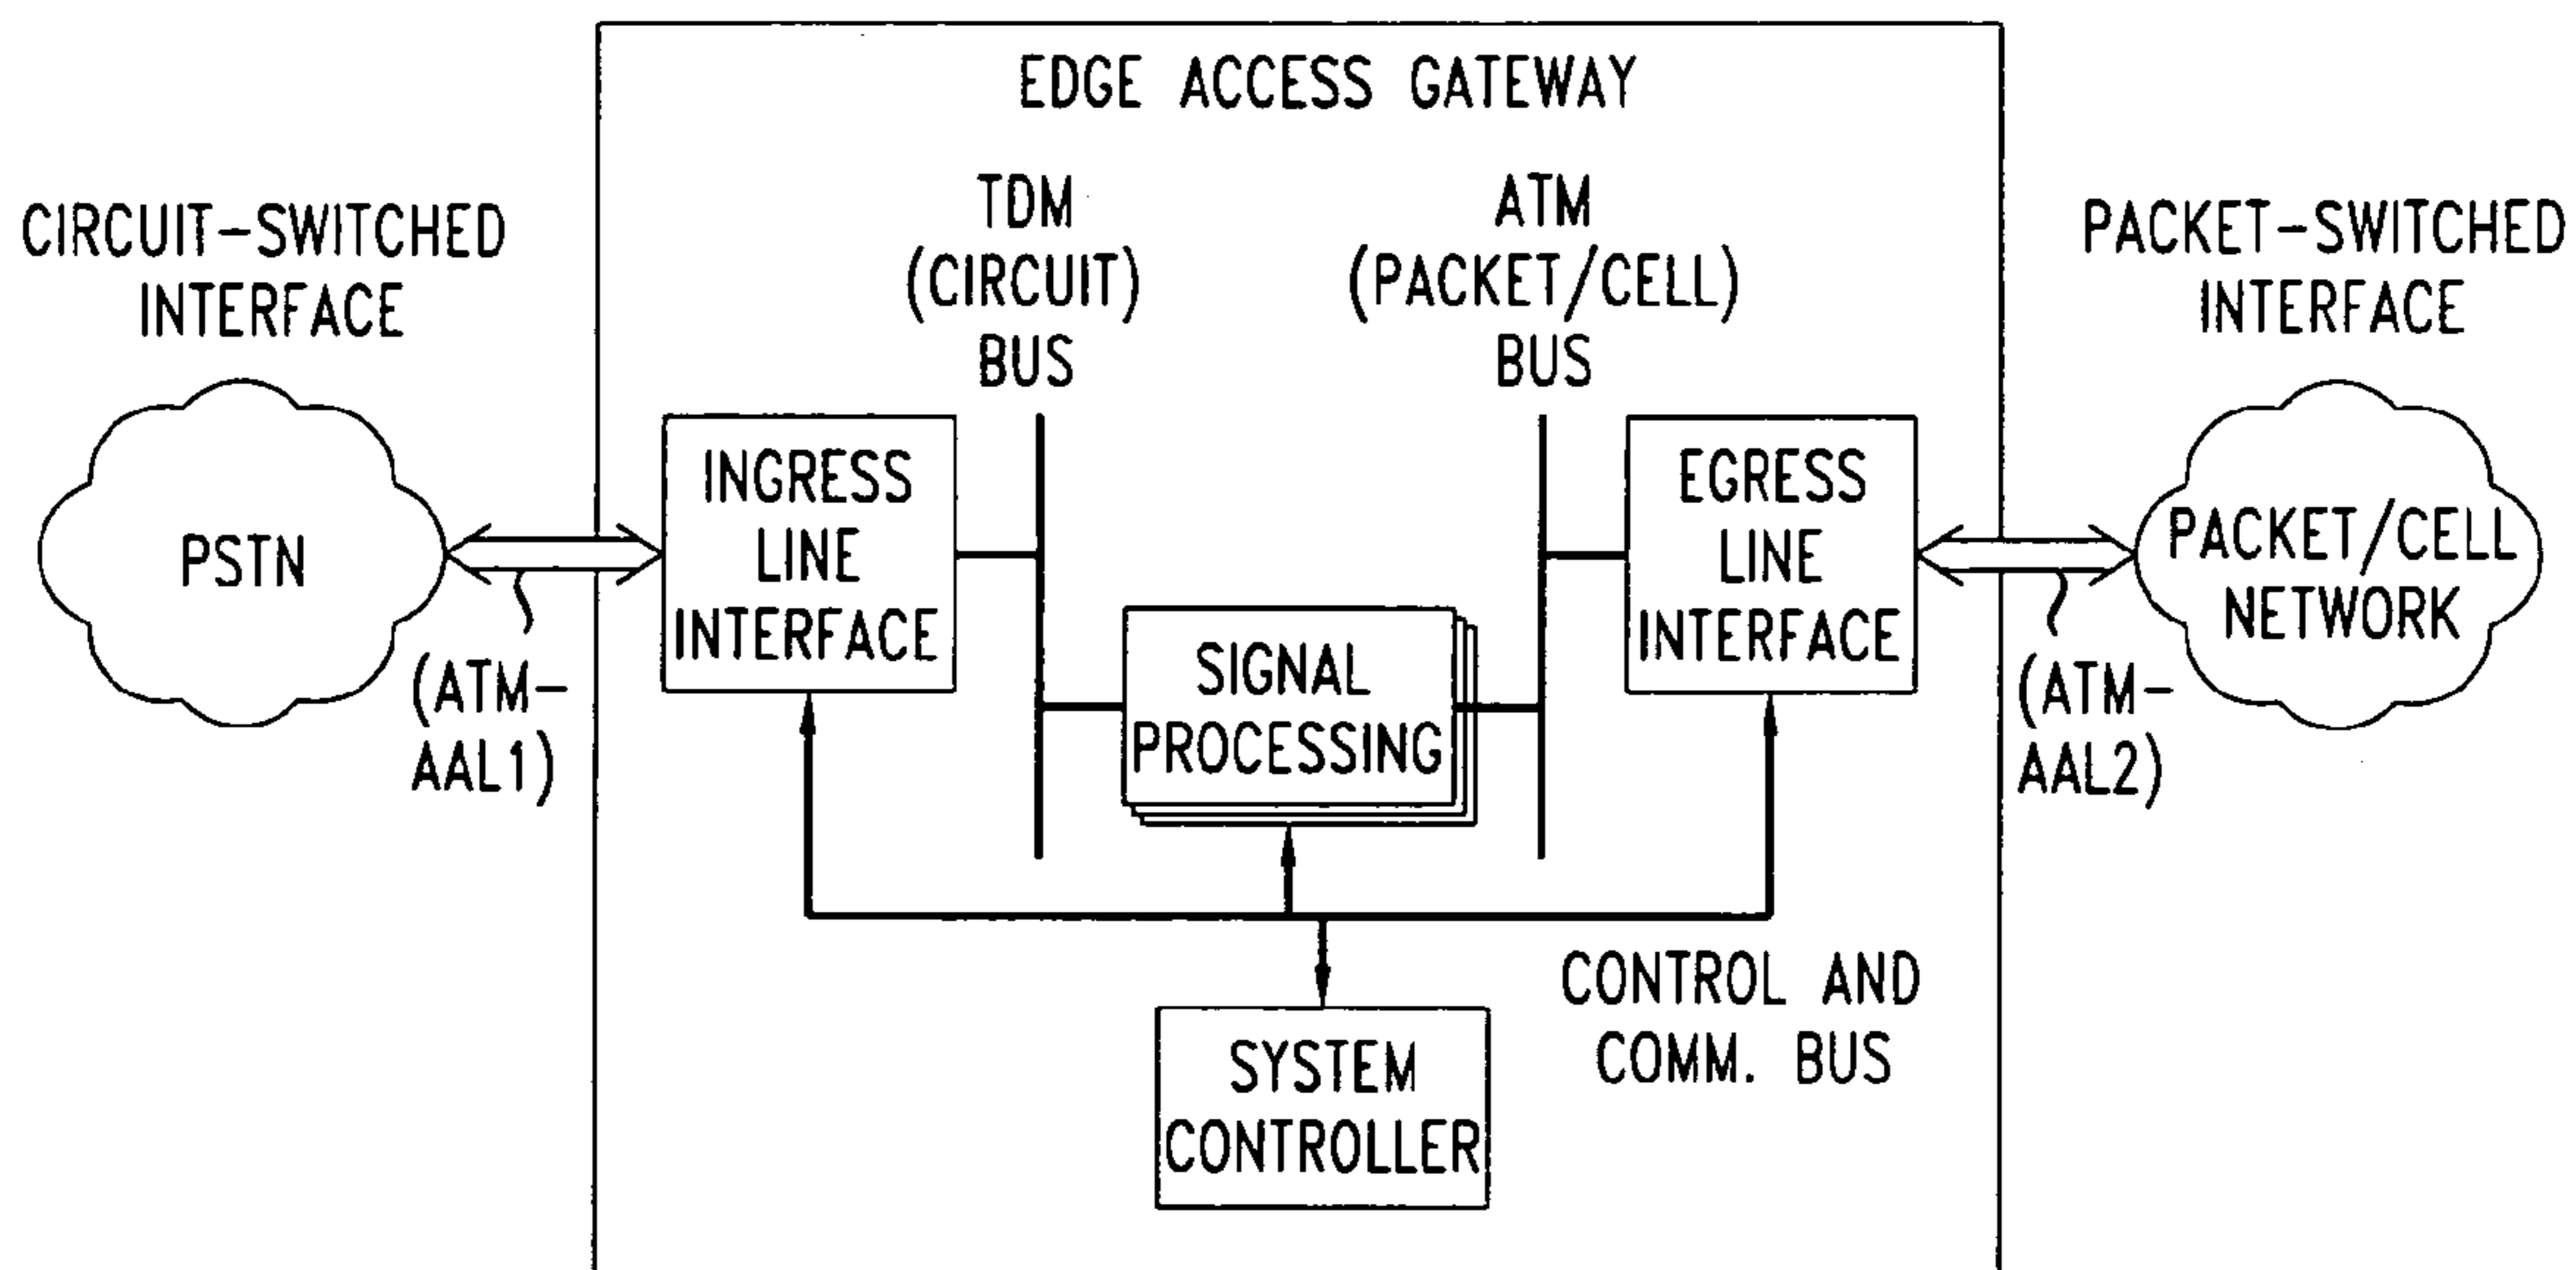 EDGE ACCESS GATEWAY
CIRCUIT-SWITCHED
INTERFACE
TDM
(CIRCUIT)
BUS
ATM
(PACKET/CELL)
BUS
PACKET-SWITCHED
INTERFACE
PSTN
(ATM-
AAL1)
INGRESS
LINE
INTERFACE
SIGNAL
PROCESSING
EGRESS
LINE
INTERFACE
PACKET/CELL
NETWORK
(ATM-
AAL2)
CONTROL AND
COMM. BUS
SYSTEM
CONTROLLER